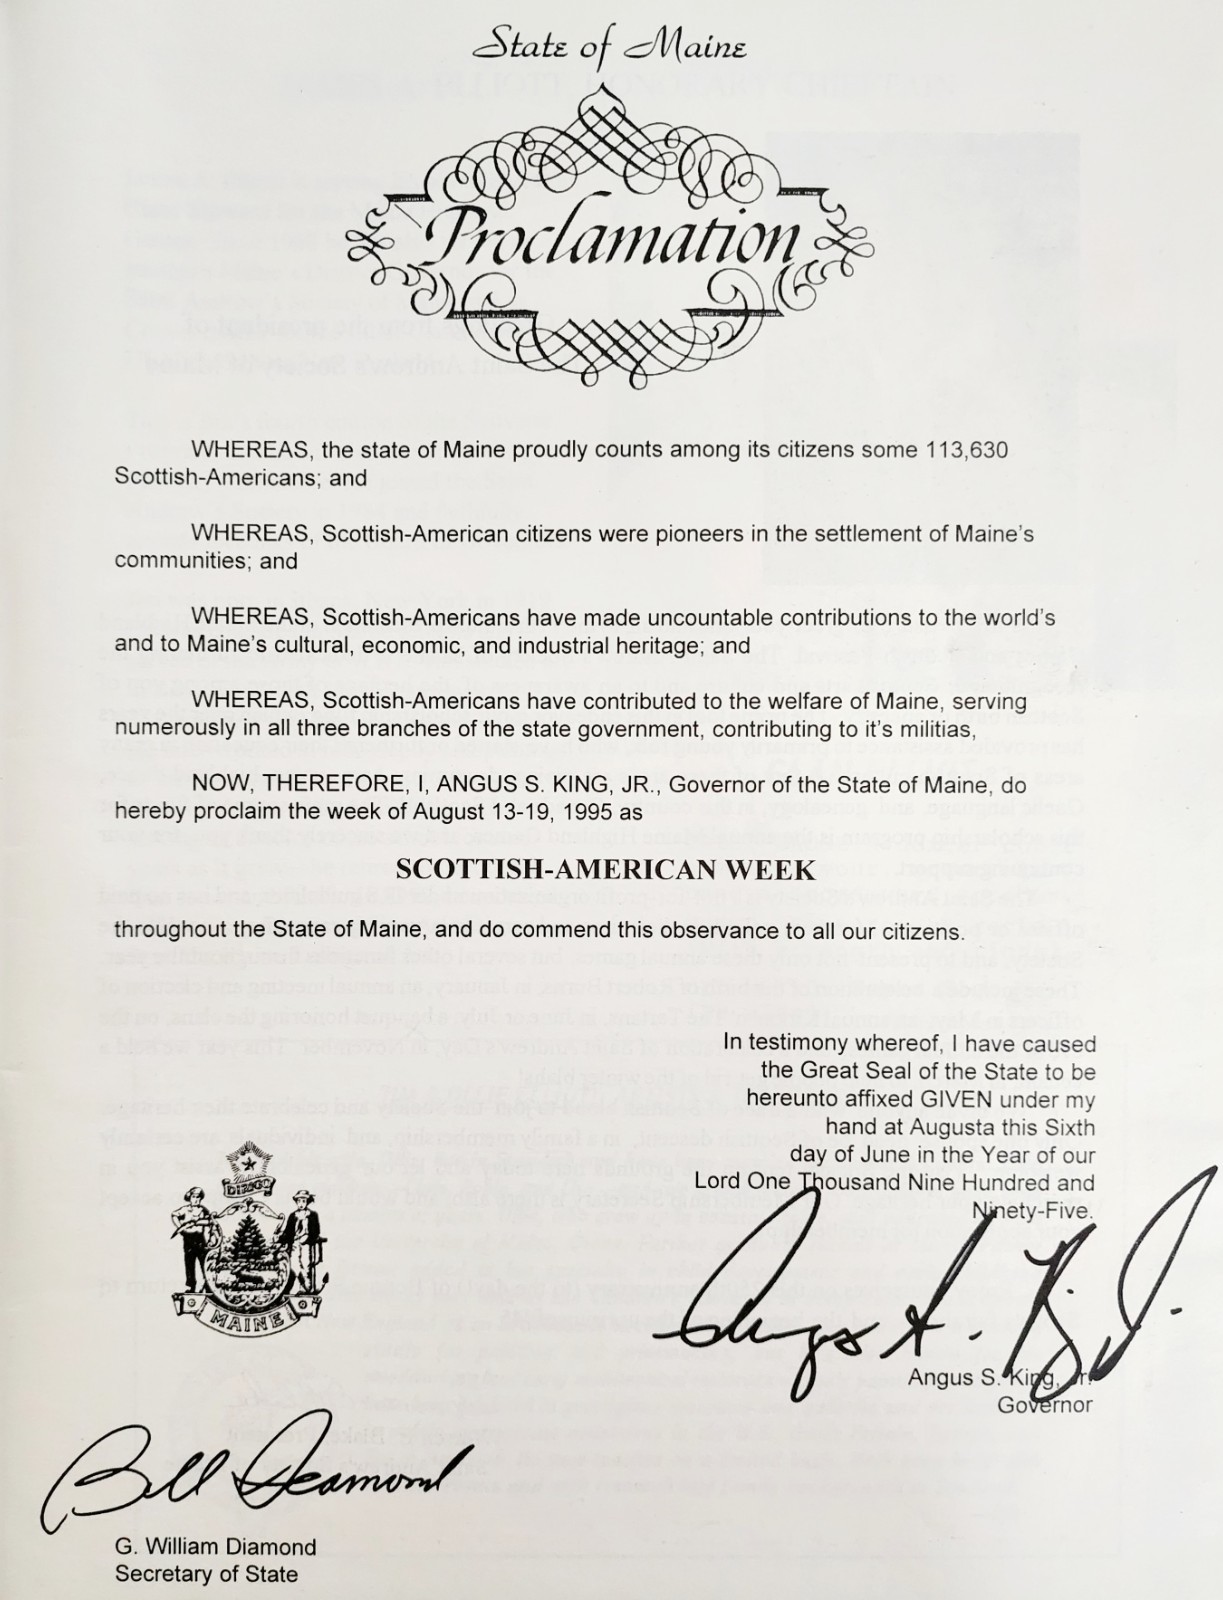 State of Maine
Proclamation
WHEREAS, the state of Maine proudly counts among its citizens some 113,630
Scottish-Americans; and
WHEREAS, Scottish-American citizens were pioneers in the settlement of Maine's
communities; and
WHEREAS, Scottish-Americans have made uncountable contributions to the world's
and to Maine's cultural, economic, and industrial heritage; and
WHEREAS, Scottish-Americans have contributed to the welfare of Maine, serving
numerously in all three branches of the state government, contributing to it's militias,
NOW, THEREFORE, I, ANGUS S. KING, JR., Governor of the State of Maine, do
hereby proclaim the week of August 13-19, 1995 as
SCOTTISH-AMERICAN WEEK
throughout the State of Maine, and do commend this observance to all our citizens.
In testimony whereof, I have caused
the Great Seal of the State to be
hereunto affixed GIVEN under my
hand at Augusta this Sixth
day of June in the Year of our
Lord One Thousand Nine Hundred and
Ninety-Five.
DIRIGO
MAINE
Angus S. King, Jr.
Angus S. King, Jr.
Governor
Bill Diamond
G. William Diamond
Secretary of State